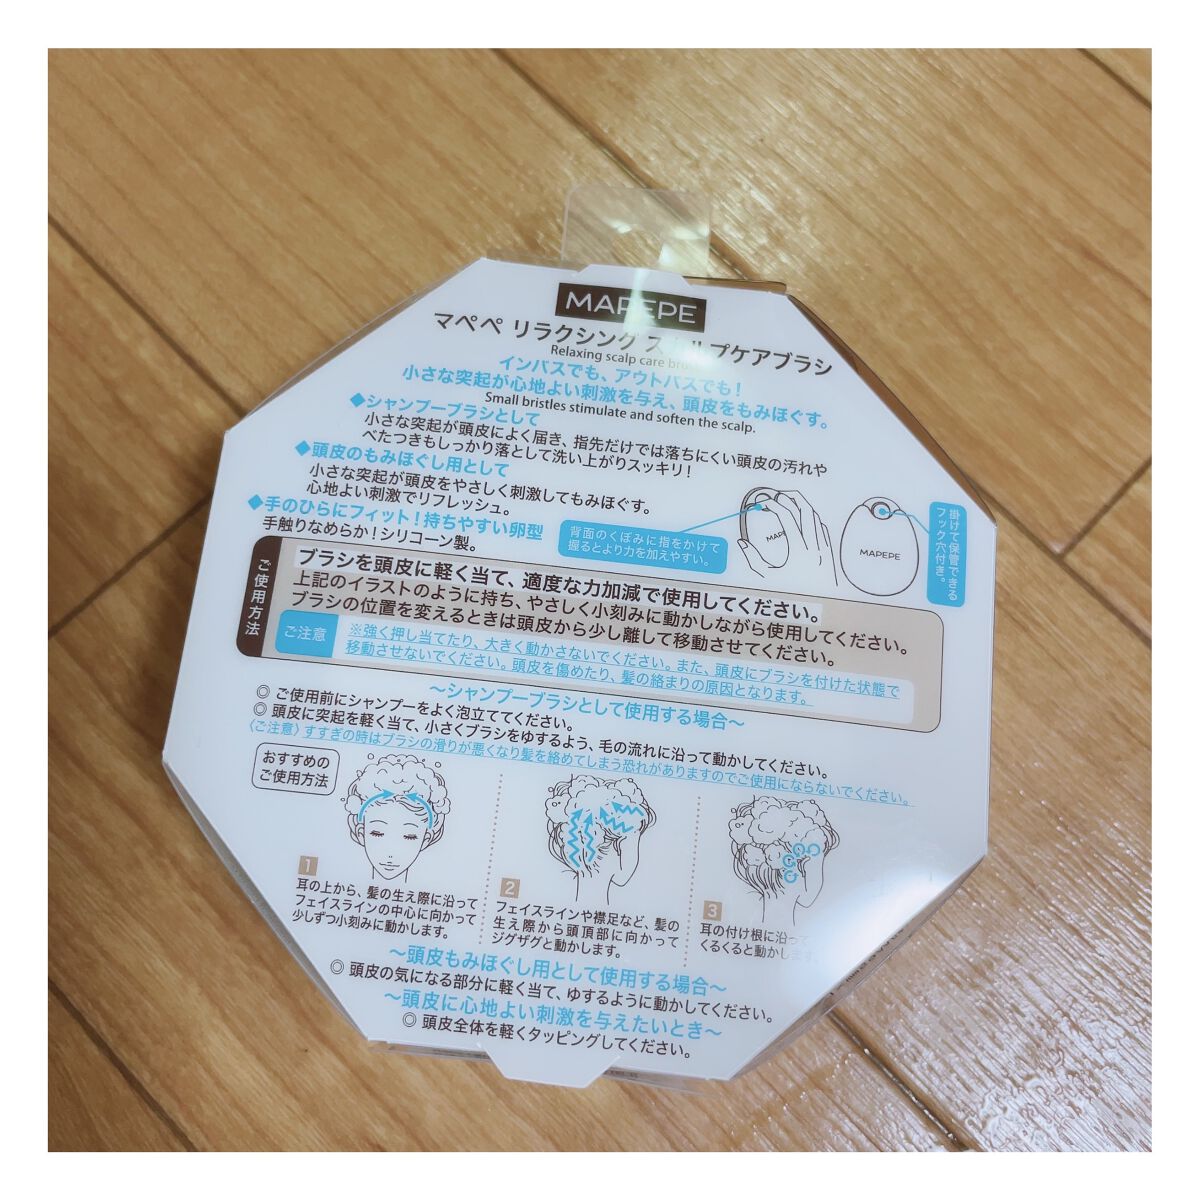 MAPEPE
マペペ リラクシング スカルプケアブラシ
Relaxing scalp care
インバスでも、アウトバスでも!
小さな突起が心地よい刺激を与え、頭皮をもみほぐす。
Small bristles stimulate and soften the scalp.
◆シャンプーブラシとして
小さな突起が頭皮によく届き、指先だけでは落ちにくい頭皮の汚れや
べたつきもしっかり落として洗い上がりスッキリ!
◆頭皮のもみほぐし用として
小さな突起が頭皮をやさしく刺激してもみほぐす。
心地よい刺激でリフレッシュ。
◆手のひらにフィット!持ちやすい卵型
手触りなめらか!シリコーン製。
背面のくぼみに指をかけて
握るとより力を加えやすい。
MAPE
MAPEPE
掛けて保管できる
フック穴付き。
ご使用方法
ブラシを頭皮に軽く当て、適度な力加減で使用してください。
上記のイラストのように持ち、やさしく小刻みに動かしながら使用してください。
ブラシの位置を変えるときは頭皮から少し離して移動させてください。
ご注意
※強く押し当てたり、大きく動かさないでください。また、頭皮にブラシを付けた状態で
移動させないでください。頭皮を傷めたり、髪の絡まりの原因となります。
〜シャンプーブラシとして使用する場合〜
◎ ご使用前にシャンプーをよく泡立ててください。
◎ 頭皮に突起を軽く当て、小さくブラシをゆするよう、毛の流れに沿って動かしてください。
〈ご注意〉すすぎの時はブラシの滑りが悪くなり髪を絡めてしまう恐れがありますのでご使用にならないでください。
おすすめの
ご使用方法
1
耳の上から、髪の生え際に沿って
フェイスラインの中心に向かって
少しずつ小刻みに動かします。
2
フェイスラインや襟足など、髪の
生え際から頭頂部に向かって
ジグザグと動かします。
3
耳の付け根に沿って
くるくると動かします
〜頭皮もみほぐし用として使用する場合〜
◎ 頭皮の気になる部分に軽く当て、ゆするように動かしてください。
〜頭皮に心地よい刺激を与えたいとき〜
◎ 頭皮全体を軽くタッピングしてください。